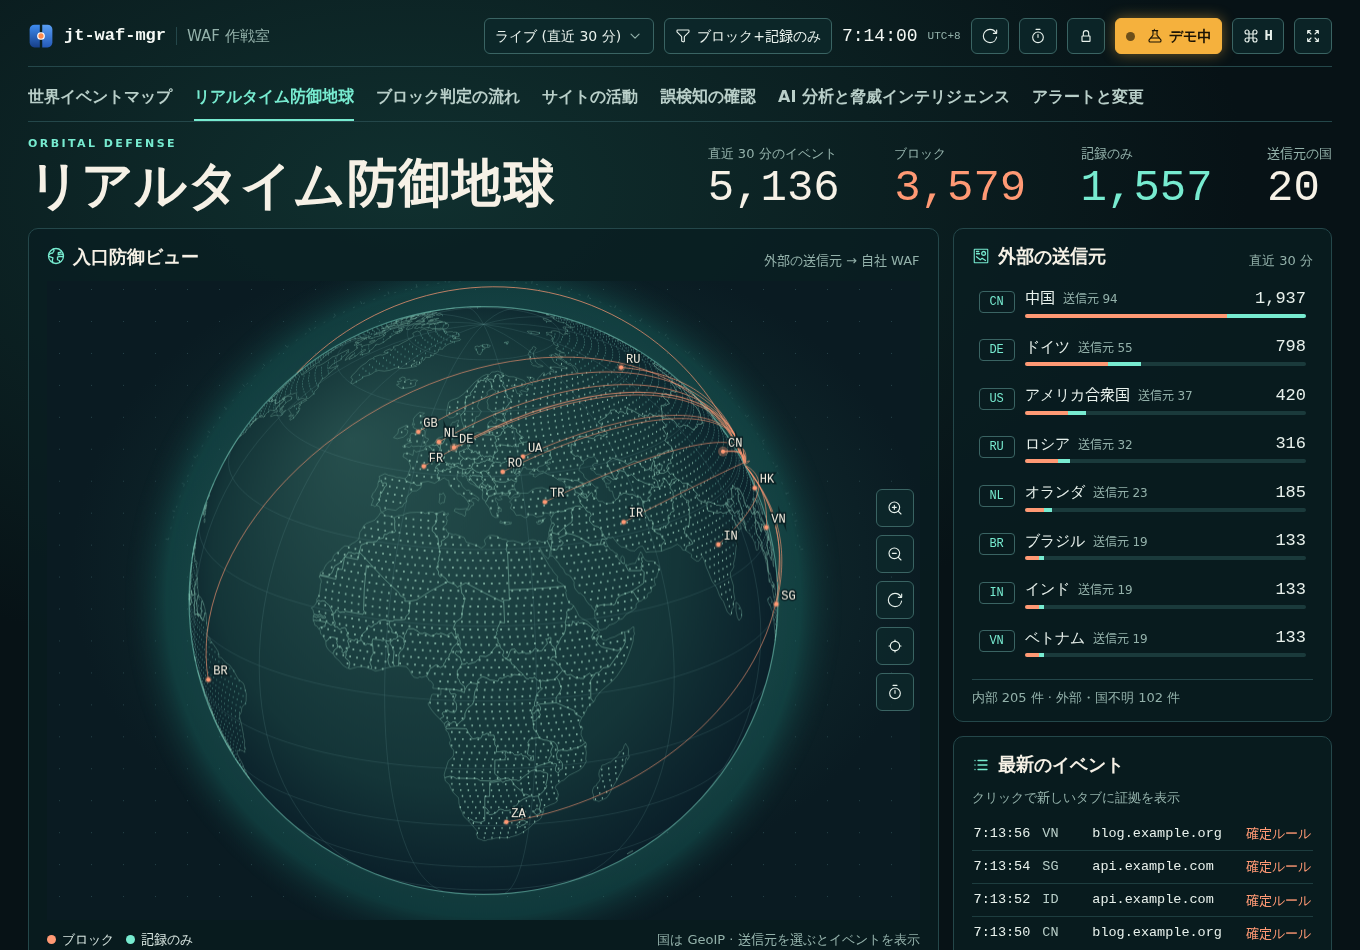 jt-waf-mgr WAF 作戦室 ライブ (直近 30 分) ブロック+記録のみ 7:14:00 UTC+8 デモ中 ⌘ H
世界イベントマップ リアルタイム防御地球 ブロック判定の流れ サイトの活動 誤検知の確認 AI 分析と脅威インテリジェンス アラートと変更
ORBITAL DEFENSE
リアルタイム防御地球
直近 30 分のイベント ブロック 記録のみ 送信元の国
5,136 3,579 1,557 20
入口防御ビュー 外部の送信元 → 自社 WAF
RU
GB
NL
DE
CN
UA
FR
RO
HK
TR
IR
VN
IN
SG
BR
ZA
ブロック 記録のみ 国は GeoIP · 送信元を選ぶとイベントを表示
外部の送信元 直近 30 分
CN 中国 送信元 94 1,937
DE ドイツ 送信元 55 798
US アメリカ合衆国 送信元 37 420
RU ロシア 送信元 32 316
NL オランダ 送信元 23 185
BR ブラジル 送信元 19 133
IN インド 送信元 19 133
VN ベトナム 送信元 19 133
内部 205 件 · 外部・国不明 102 件
最新のイベント
クリックで新しいタブに証拠を表示
7:13:56 VN blog.example.org 確定ルール
7:13:54 SG api.example.com 確定ルール
7:13:52 ID api.example.com 確定ルール
7:13:50 CN blog.example.org 確定ルール